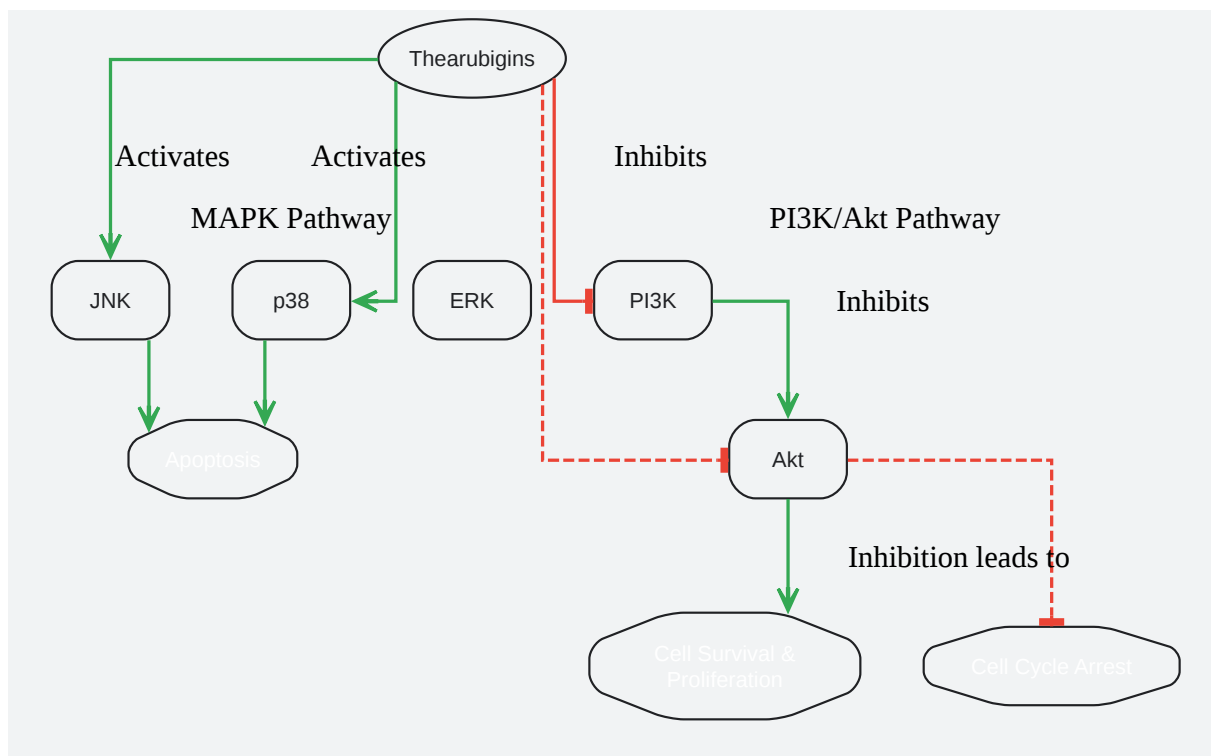 Thearubigins
Activates
Activates
Inhibits
MAPK Pathway
PI3K/Akt Pathway
JNK
p38
ERK
PI3K
Inhibits
Apoptosis
Akt
Inhibition leads to
Cell Survival &
Proliferation
Cell Cycle Arrest